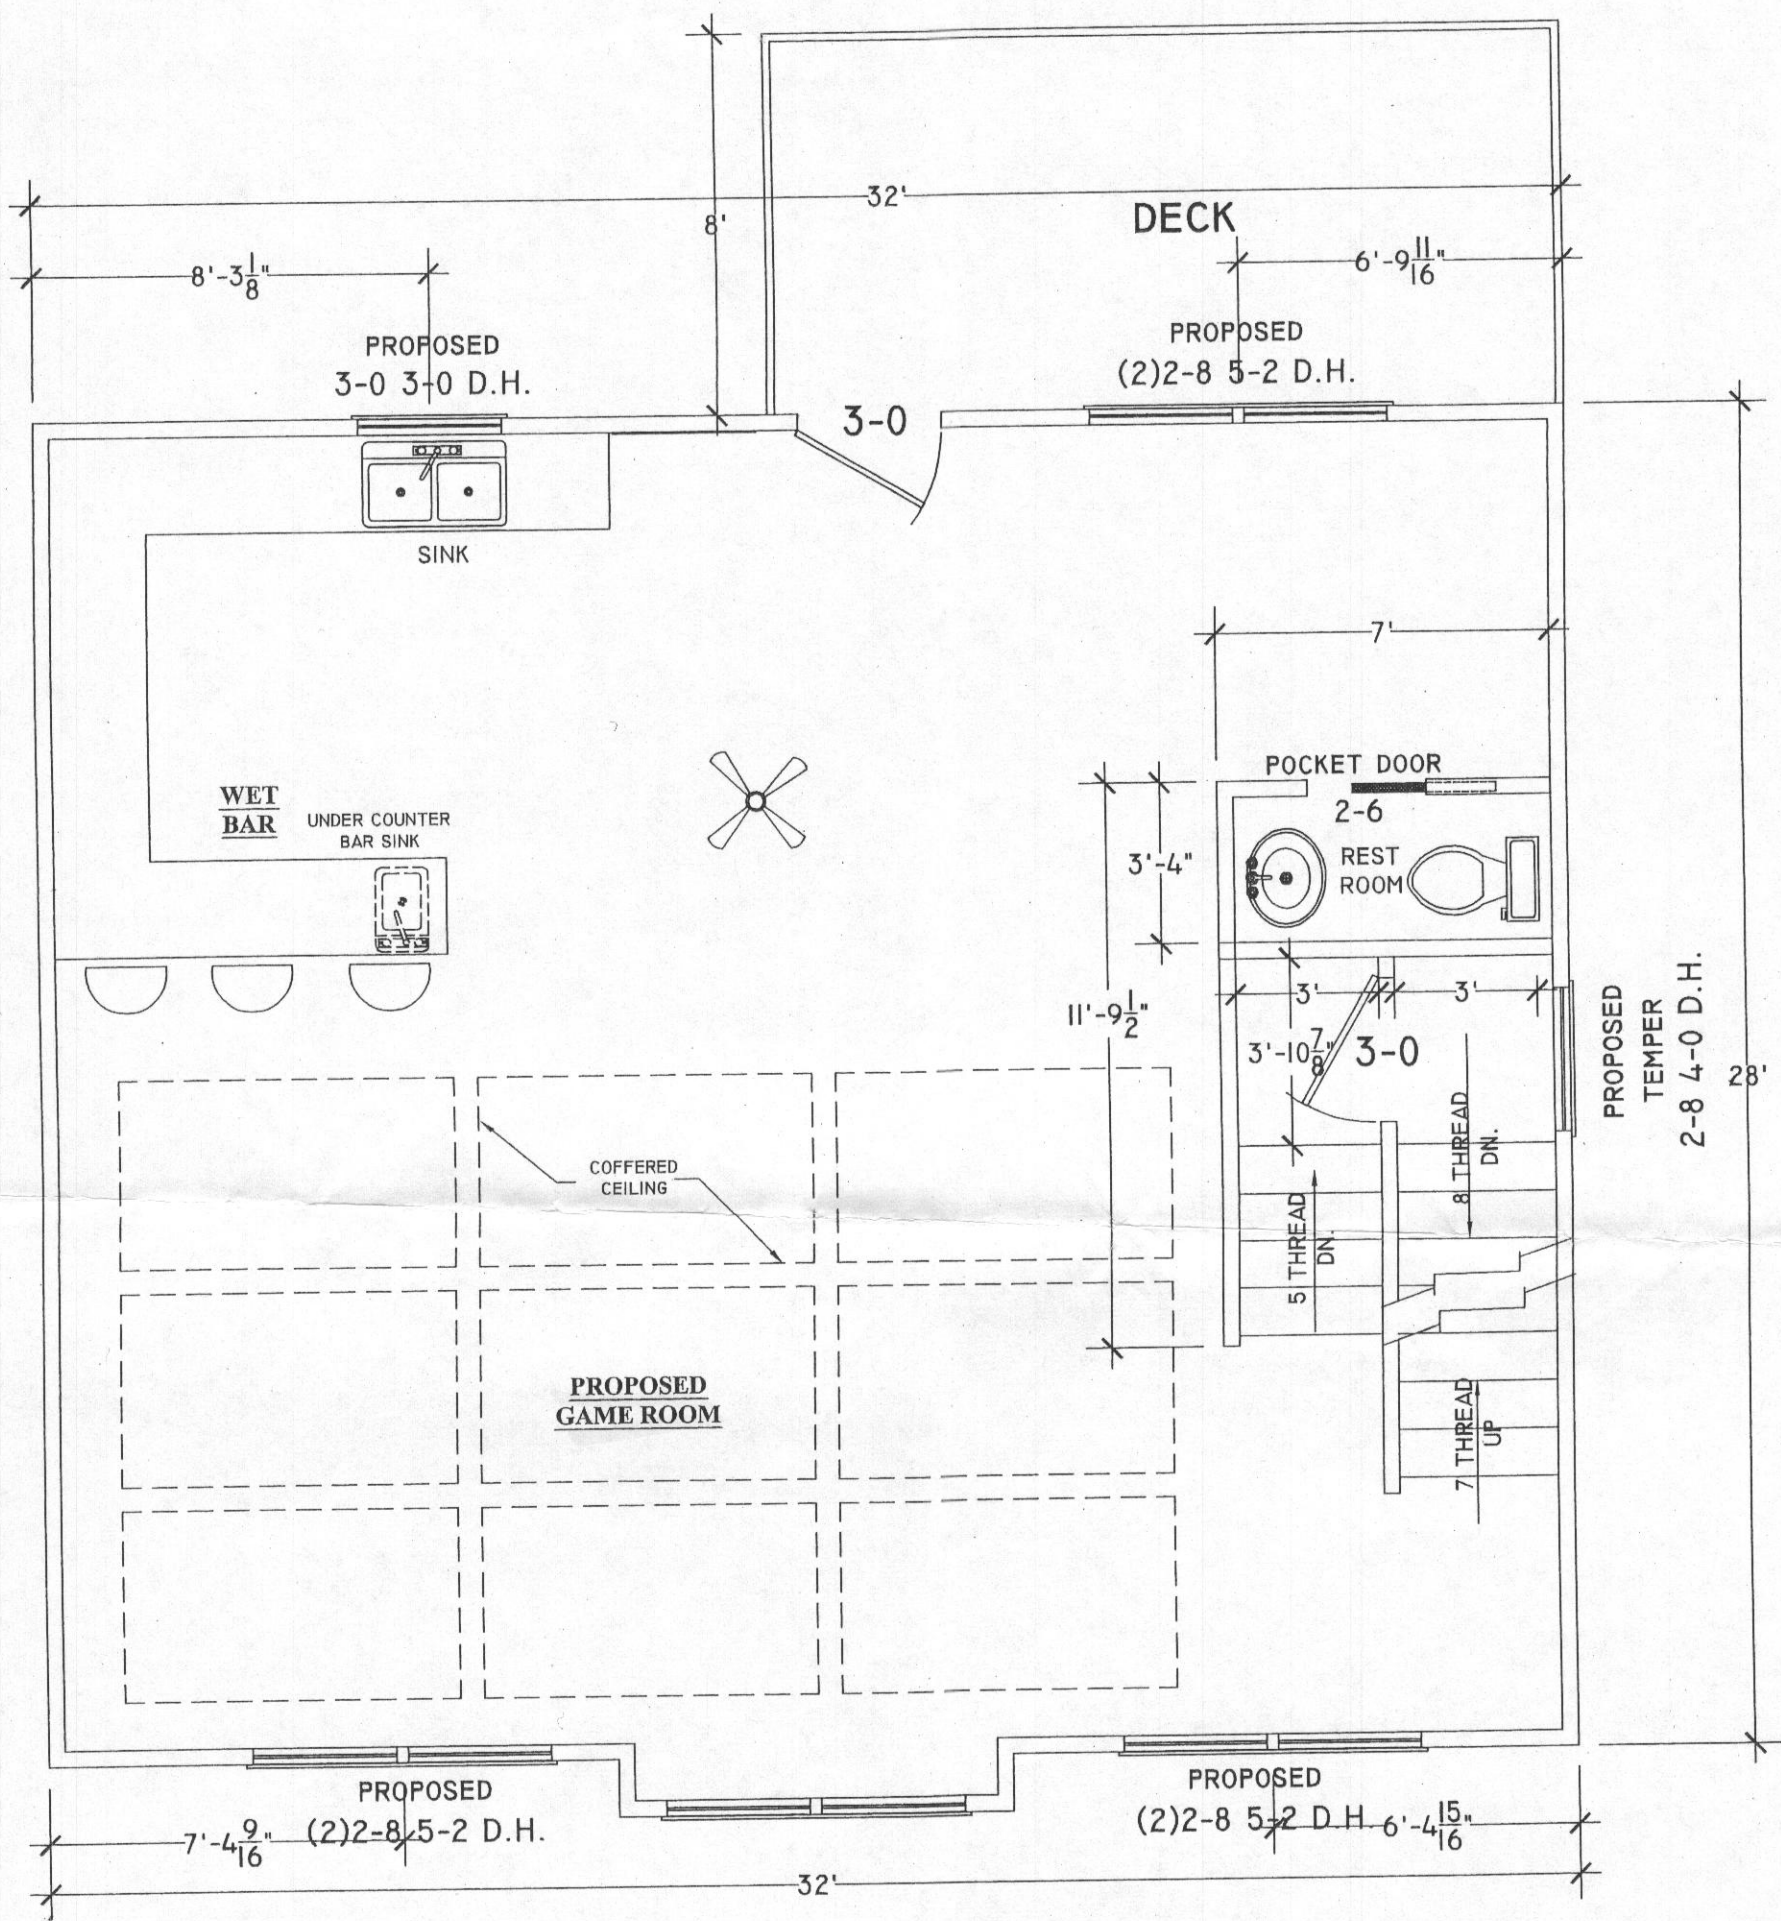 32'
8'
DECK
8'-3 1/8"
6'-9 11/16"
PROPOSED
3-0 3-0 D.H.
PROPOSED
(2)2-8 5-2 D.H.
3-0
SINK
7'
POCKET DOOR
2-6
WET
BAR
UNDER COUNTER
BAR SINK
3'-4"
REST
ROOM
11'-9 1/2"
3'
3'
3'-10 7/8"
3-0
PROPOSED
TEMPER
2-8 4-0 D.H.
28'
COFFERED
CEILING
5 THREAD
DN.
8 THREAD
DN.
PROPOSED
GAME ROOM
7 THREAD
UP
PROPOSED
(2)2-8 5-2 D.H.
7'-4 9/16"
PROPOSED
(2)2-8 5-2 D.H.
6'-4 15/16"
32'